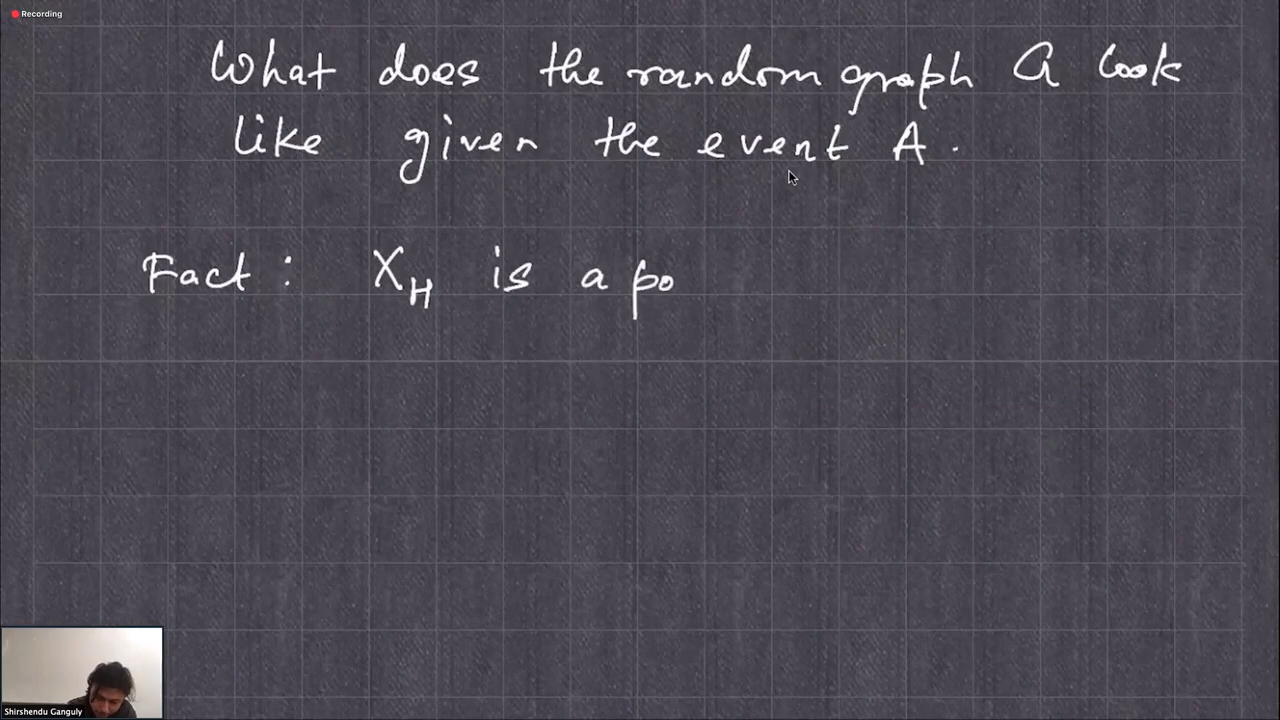 Recording
What does the random graph G look
like given the event A.
Fact: X_H is a po
Shirshendu Ganguly